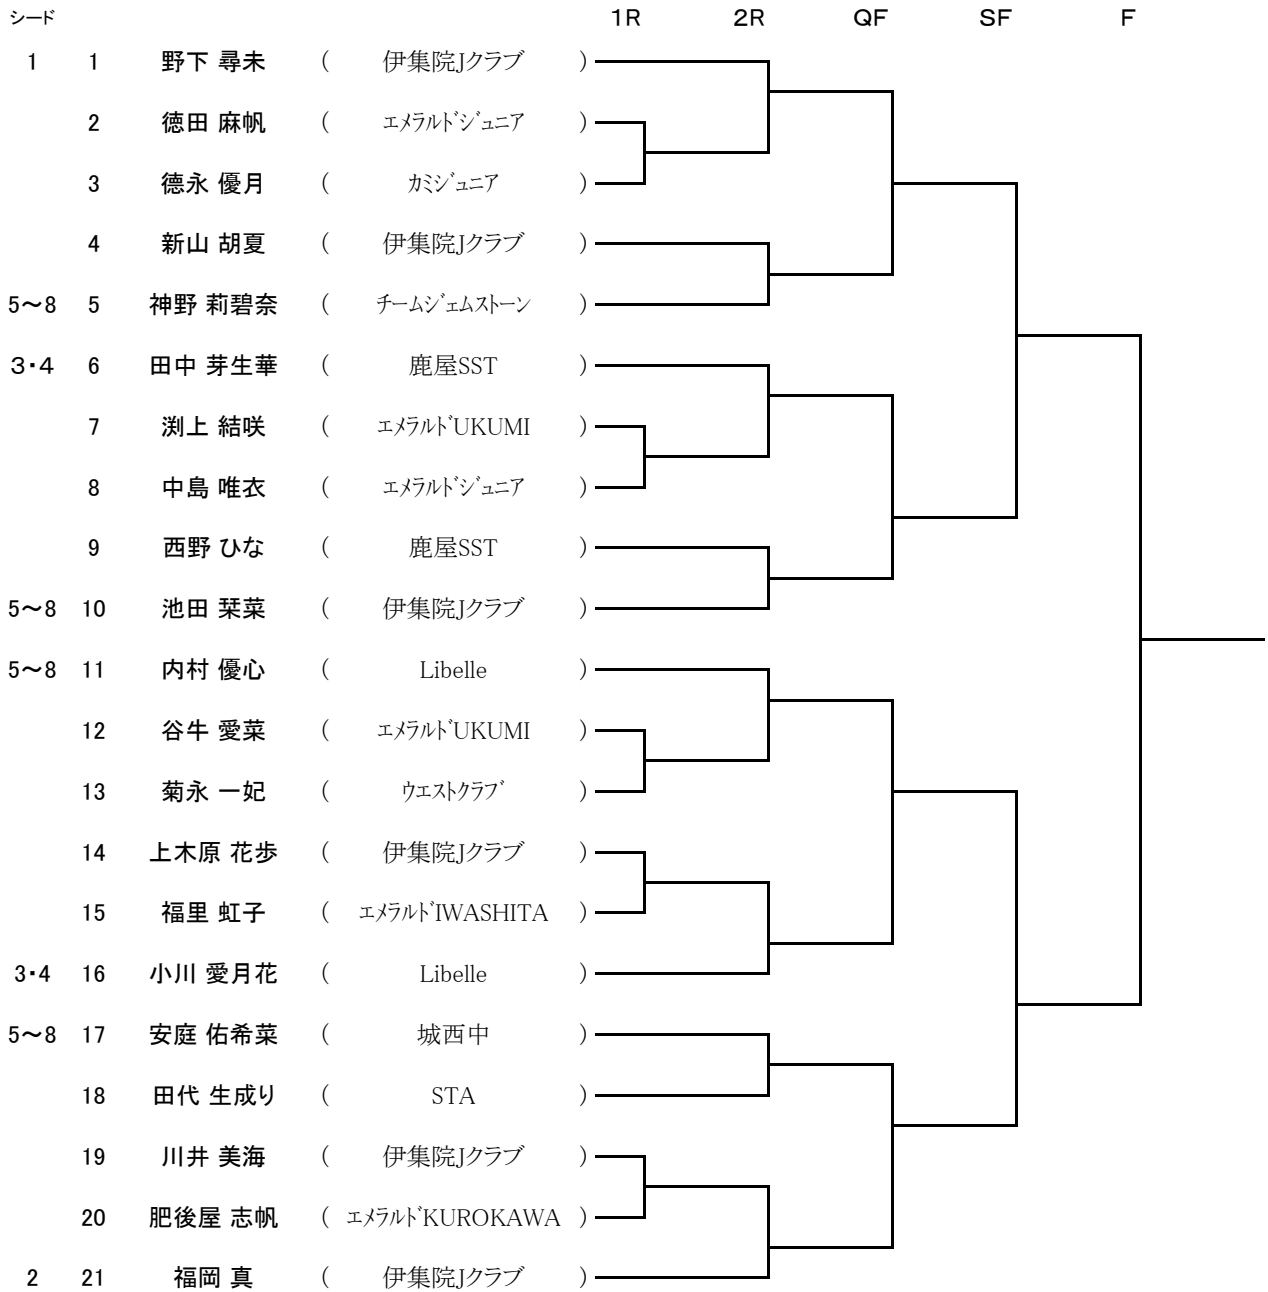 シード 1R 2R QF SF F
1 1 野下 尋未 ( 伊集院Jクラブ )
2 徳田 麻帆 ( エメラルドジュニア )
3 德永 優月 ( カミジュニア )
4 新山 胡夏 ( 伊集院Jクラブ )
5～8 5 神野 莉碧奈 ( チームジェムストーン )
3・4 6 田中 芽生華 ( 鹿屋SST )
7 渕上 結咲 ( エメラルドUKUMI )
8 中島 唯衣 ( エメラルドジュニア )
9 西野 ひな ( 鹿屋SST )
5～8 10 池田 栞菜 ( 伊集院Jクラブ )
5～8 11 内村 優心 ( Libelle )
12 谷牛 愛菜 ( エメラルドUKUMI )
13 菊永 一妃 ( ウエストクラブ )
14 上木原 花歩 ( 伊集院Jクラブ )
15 福里 虹子 ( エメラルドIWASHITA )
3・4 16 小川 愛月花 ( Libelle )
5～8 17 安庭 佑希菜 ( 城西中 )
18 田代 生成り ( STA )
19 川井 美海 ( 伊集院Jクラブ )
20 肥後屋 志帆 ( エメラルドKUROKAWA )
2 21 福岡 真 ( 伊集院Jクラブ )